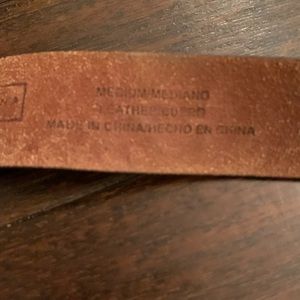 MEDIUM/MEDIANO
LEATHER/CUERO
MADE IN CHINA/HECHO EN CHINA